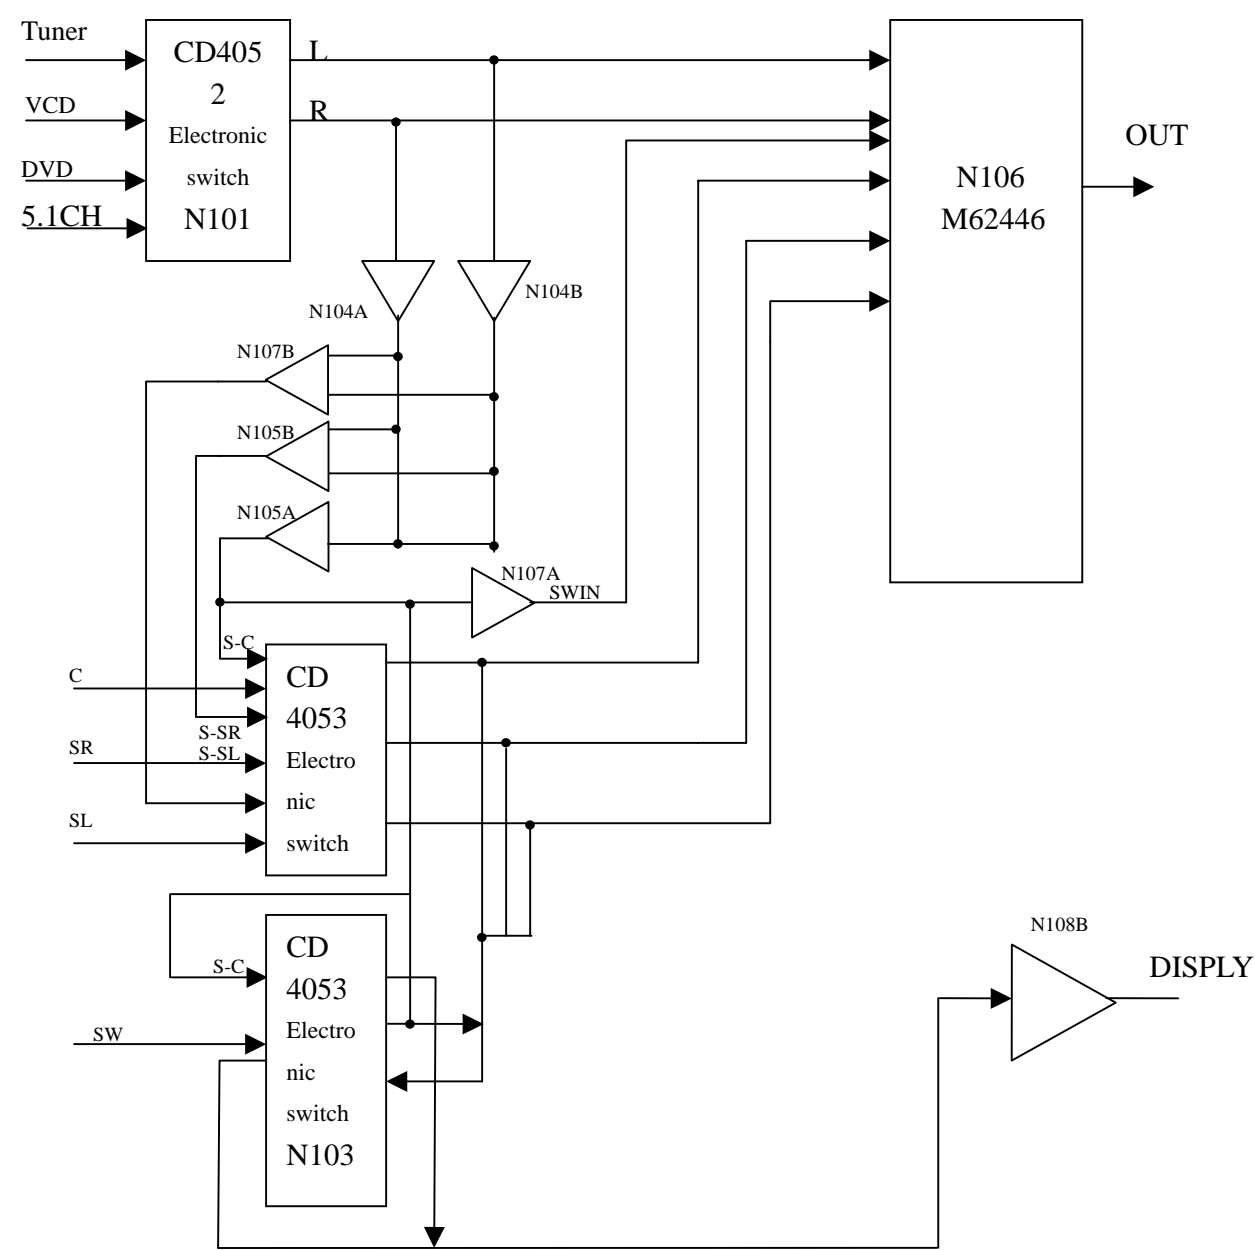 Tuner
VCD
DVD
5.1CH
CD405
2
Electronic
switch
N101
L
R
N106
M62446
OUT
N104A
N104B
N107B
N105B
N105A
N107A
SWIN
S-C
C
S-SR
SR
S-SL
SL
CD
4053
Electro
nic
switch
S-C
SW
CD
4053
Electro
nic
switch
N103
N108B
DISPLY